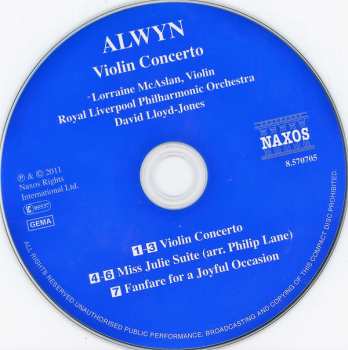 ALWYN
Violin Concerto
Lorraine McAslan, Violin
Royal Liverpool Philharmonic Orchestra
David Lloyd-Jones
NAXOS
8.570705
℗ & © 2011
Naxos Rights
International Ltd.
GEMA
1-3 Violin Concerto
4-6 Miss Julie Suite (arr. Philip Lane)
7 Fanfare for a Joyful Occasion
ALL RIGHTS RESERVED. UNAUTHORISED PUBLIC PERFORMANCE, BROADCASTING AND COPYING OF THIS COMPACT DISC PROHIBITED.